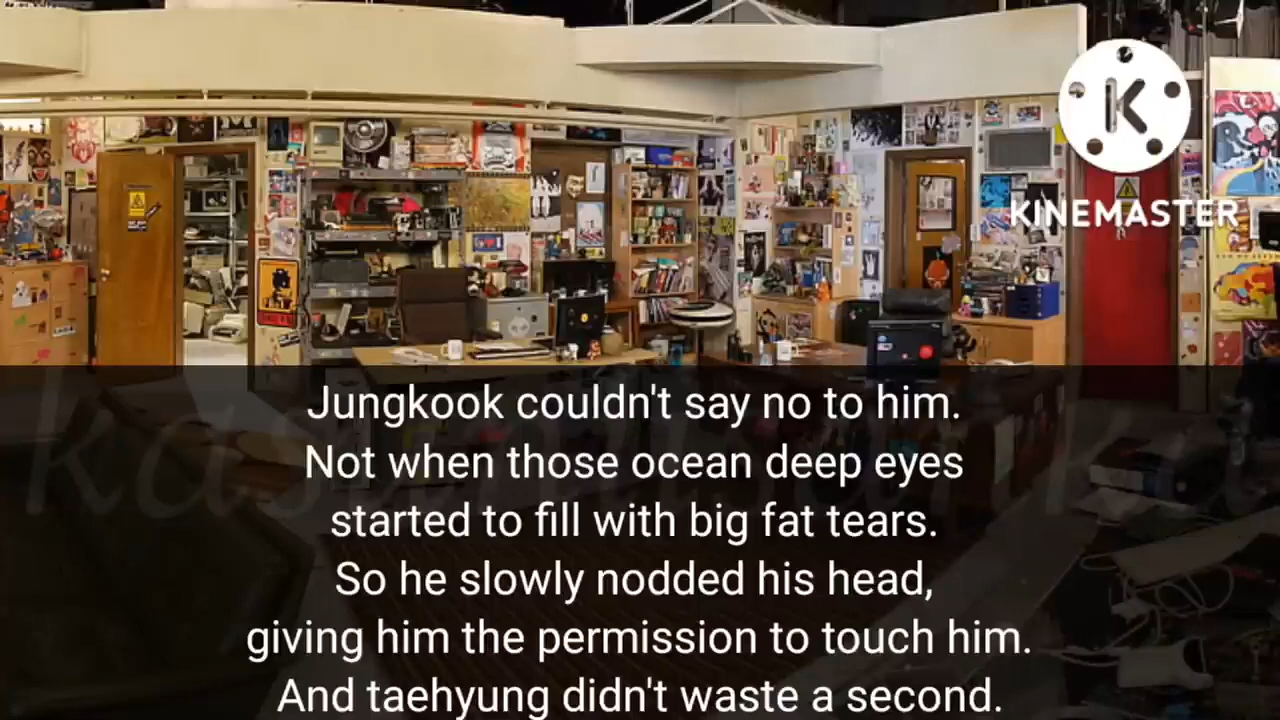 KINEMASTER
Jungkook couldn't say no to him.
Not when those ocean deep eyes
started to fill with big fat tears.
So he slowly nodded his head,
giving him the permission to touch him.
And taehyung didn't waste a second.